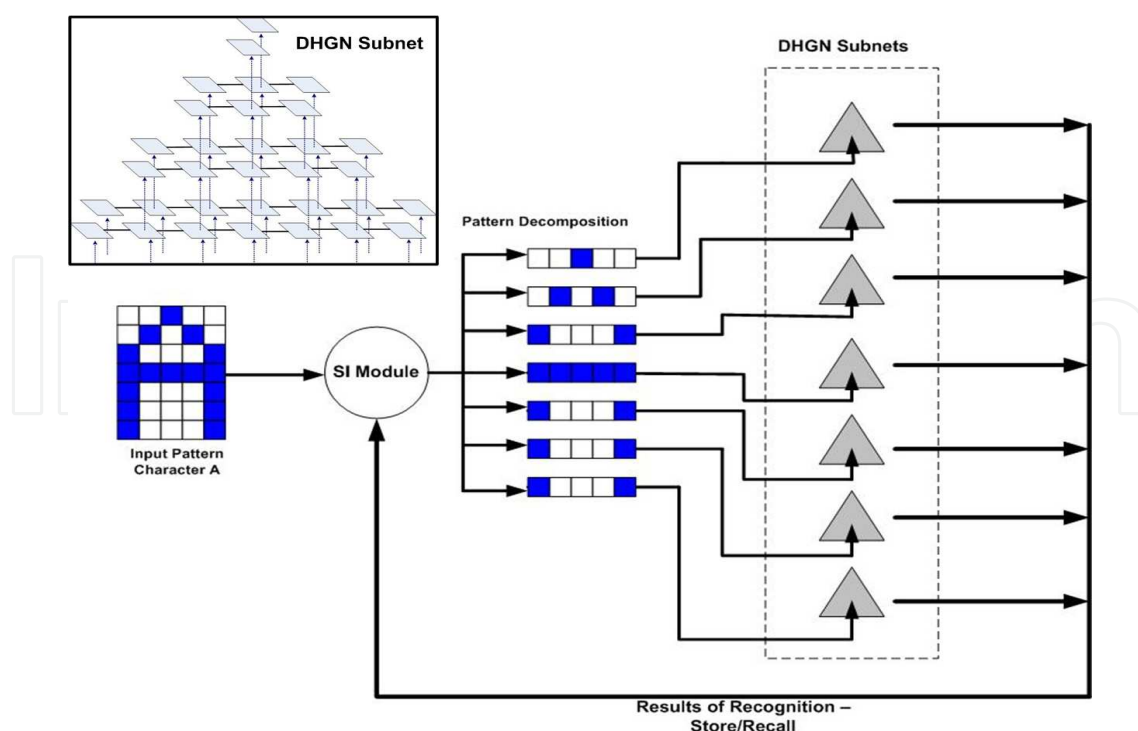 DHGN Subnet
DHGN Subnets
Pattern Decomposition
SI Module
Input Pattern
Character A
Results of Recognition –
Store/Recall